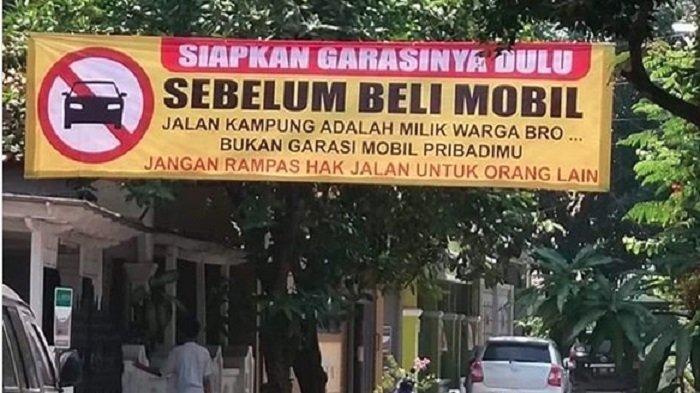 SIAPKAN GARASINYA DULU
SEBELUM BELI MOBIL
JALAN KAMPUNG ADALAH MILIK WARGA BRO ...
BUKAN GARASI MOBIL PRIBADIMU
JANGAN RAMPAS HAK JALAN UNTUK ORANG LAIN